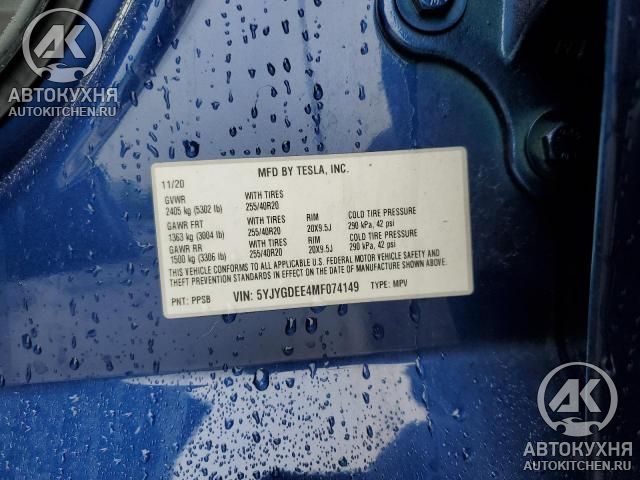 АК
АВТОКУХНЯ
AUTOKITCHEN.RU
MFD BY TESLA, INC.
11/20
GVWR WITH TIRES
2405 kg (5302 lb) 255/40R20
GAWR FRT WITH TIRES RIM COLD TIRE PRESSURE
1363 kg (3004 lb) 255/40R20 20X9.5J 290 kPa, 42 psi
GAWR RR WITH TIRES RIM COLD TIRE PRESSURE
1500 kg (3306 lb) 255/40R20 20X9.5J 290 kPa, 42 psi
THIS VEHICLE CONFORMS TO ALL APPLICABLE U.S. FEDERAL MOTOR VEHICLE SAFETY AND
THEFT PREVENTION STANDARDS IN EFFECT ON THE DATE OF MANUFACTURE SHOWN ABOVE.
PNT: PPSB VIN: 5YJYGDEE4MF074149 TYPE: MPV
АК
АВТОКУХНЯ
AUTOKITCHEN.RU